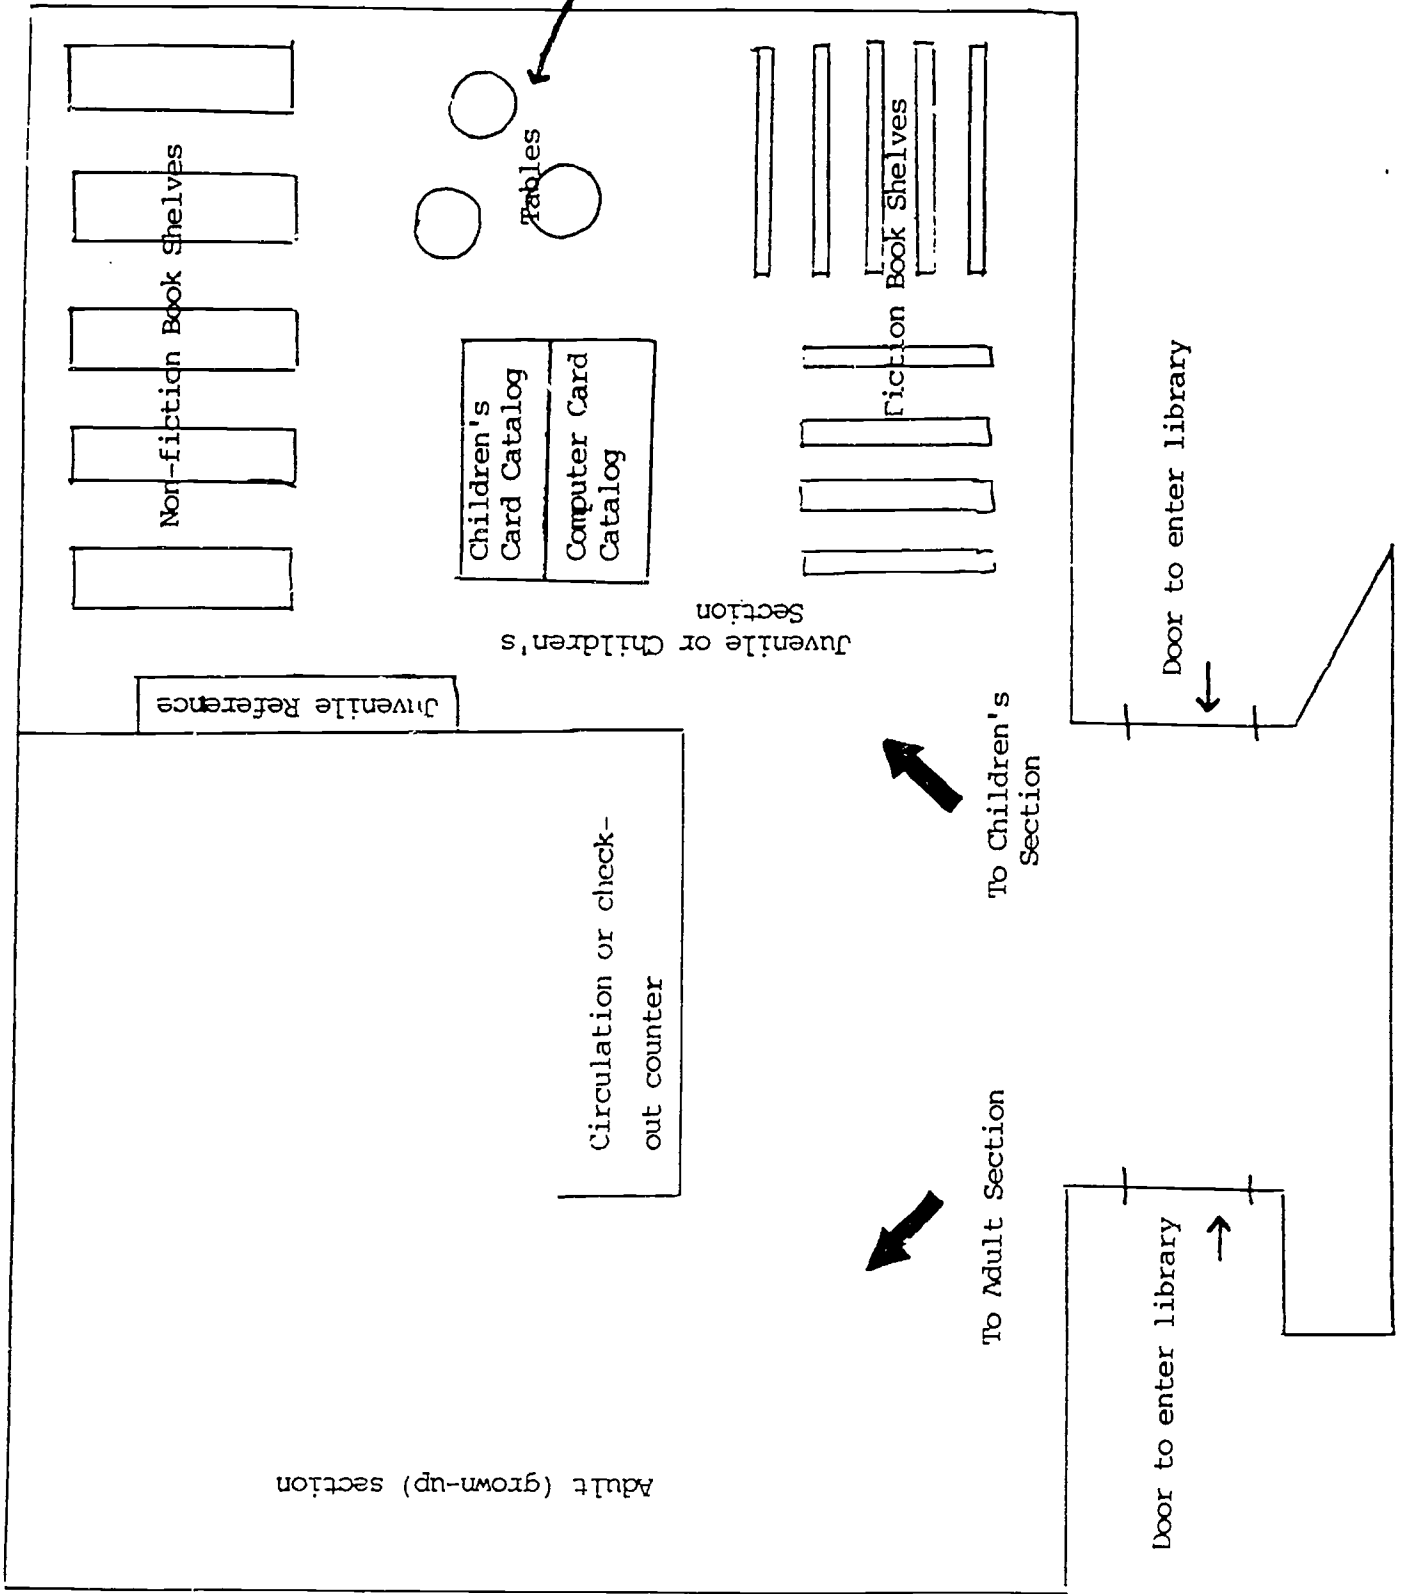 Non-fiction Book Shelves
Tables
Children's
Card Catalog
Computer Card
Catalog
Fiction Book Shelves
Juvenile or Children's
Section
Juvenile Reference
Circulation or check-
out counter
To Children's
Section
Door to enter library
Adult (grown-up) section
To Adult Section
Door to enter library